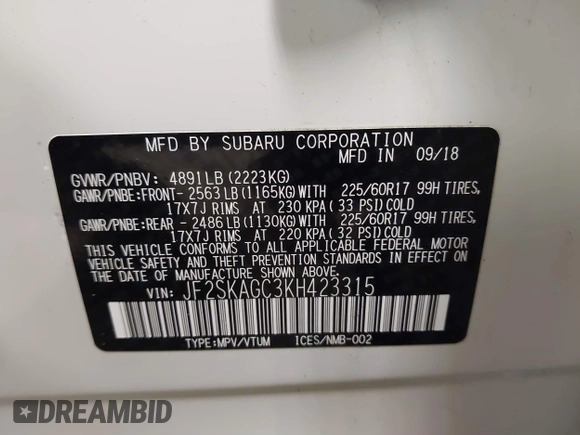 MFD BY SUBARU CORPORATION
MFD IN 09/18
GVWR/PNBV: 4891LB (2223KG)
GAWR/PNBE:FRONT-2563LB(1165KG)WITH 225/60R17 99H TIRES,
17X7J RIMS AT 230 KPA( 33 PSI)COLD
GAWR/PNBE:REAR -2486LB(1130KG)WITH 225/60R17 99H TIRES,
17X7J RIMS AT 220 KPA( 32 PSI)COLD
THIS VEHICLE CONFORMS TO ALL APPLICABLE FEDERAL MOTOR
VEHICLE SAFETY AND THEFT PREVENTION STANDARDS IN EFFECT ON
THE DATE OF MANUFACTURE SHOWN ABOVE.
VIN: JF2SKAGC3KH423315
TYPE:MPV/VTUM ICES/NMB-002
DREAMBID